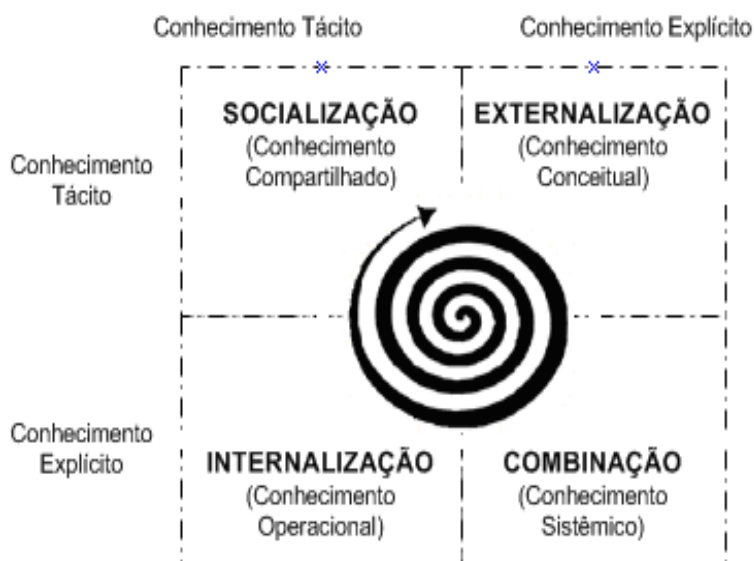 Conhecimento Tácito
Conhecimento Explícito
SOCIALIZAÇÃO
(Conhecimento
Compartilhado)
EXTERNALIZAÇÃO
(Conhecimento
Conceitual)
Conhecimento
Tácito
Conhecimento
Explícito
INTERNALIZAÇÃO
(Conhecimento
Operacional)
COMBINAÇÃO
(Conhecimento
Sistêmico)